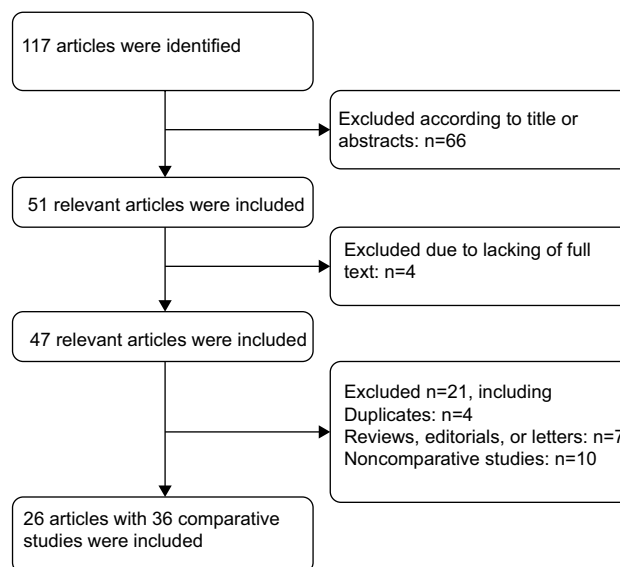 117 articles were identified
Excluded according to title or
abstracts: n=66
51 relevant articles were included
Excluded due to lacking of full
text: n=4
47 relevant articles were included
Excluded n=21, including
Duplicates: n=4
Reviews, editorials, or letters: n=7
Noncomparative studies: n=10
26 articles with 36 comparative
studies were included